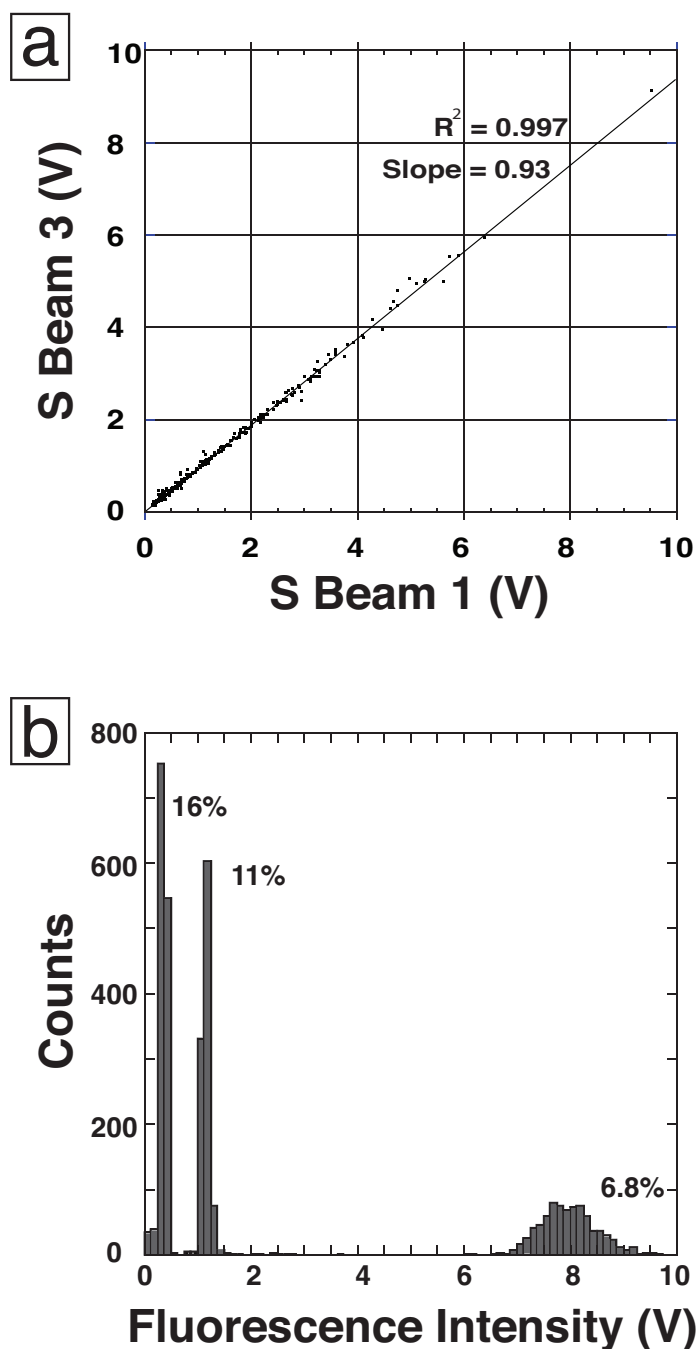 a
10
R² = 0.997
8
Slope = 0.93
6
4
2
0
S Beam 3 (V)
0 2 4 6 8 10
S Beam 1 (V)
b
800
16%
600
11%
400
200
6.8%
0
Counts
0 2 4 6 8 10
Fluorescence Intensity (V)